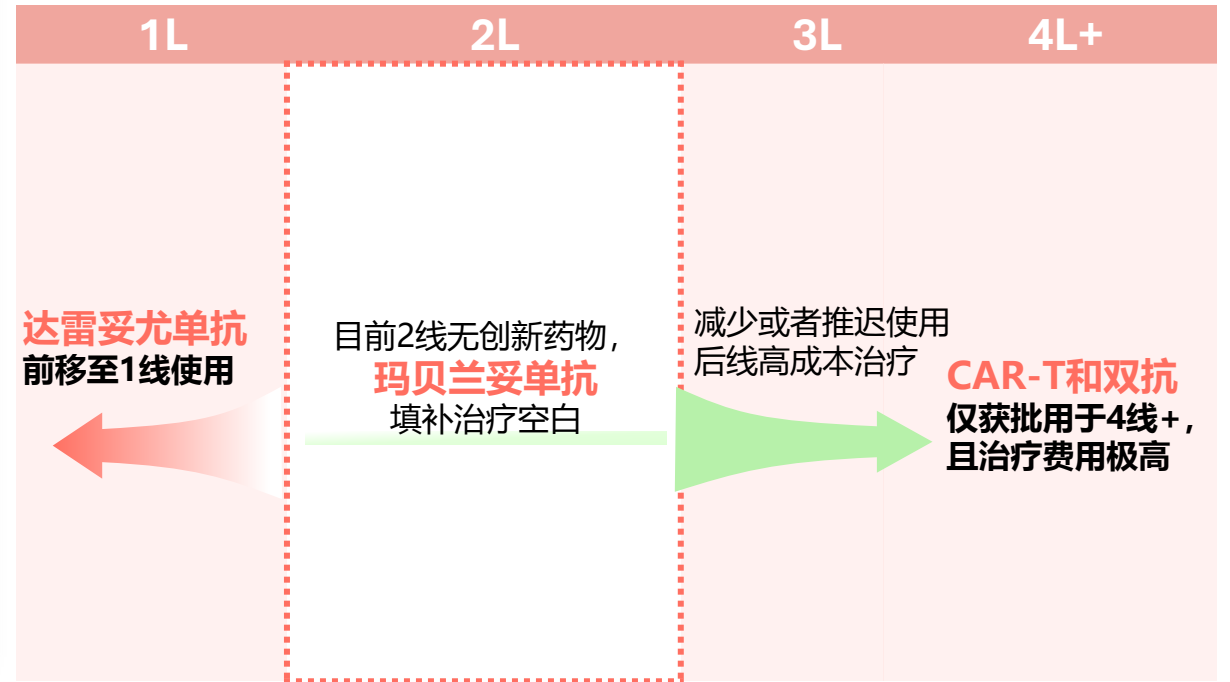 1L
2L
3L
4L+
达雷妥尤单抗
前移至1线使用
目前2线无创新药物，
玛贝兰妥单抗
填补治疗空白
减少或者推迟使用
后线高成本治疗
CAR-T和双抗
仅获批用于4线+，
且治疗费用极高